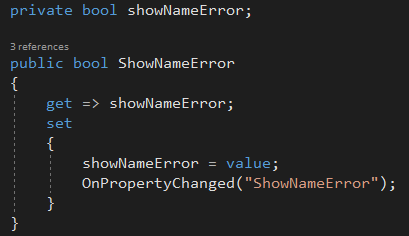 private bool showNameError;
3 references
public bool ShowNameError
{
    get => showNameError;
    set
    {
        showNameError = value;
        OnPropertyChanged("ShowNameError");
    }
}